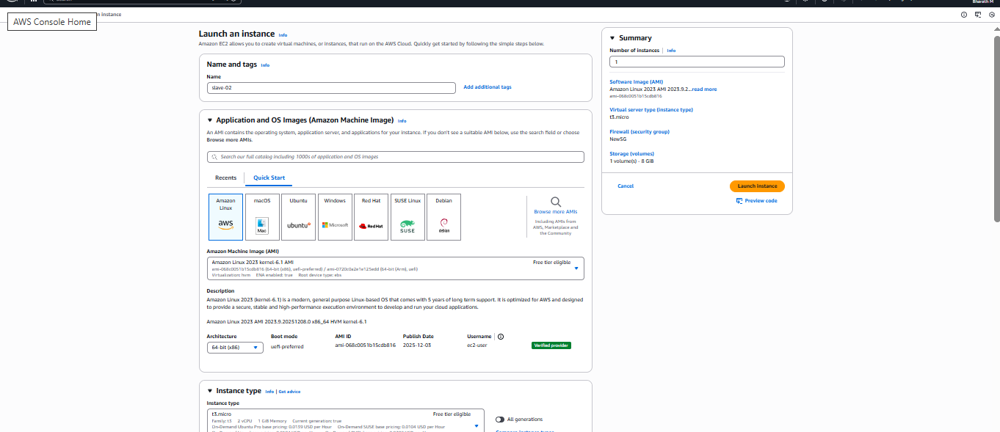 Bharath M
AWS Console Home
n instance
Launch an instance Info
Amazon EC2 allows you to create virtual machines, or instances, that run on the AWS Cloud. Quickly get started by following the simple steps below.
Name and tags Info
Name
slave-02
Add additional tags
Application and OS Images (Amazon Machine Image) Info
An AMI contains the operating system, application server, and applications for your instance. If you don't see a suitable AMI below, use the search field or choose
Browse more AMIs.
Search our full catalog including 1000s of application and OS images
Recents
Quick Start
Amazon
Linux
aws
macOS
Mac
Ubuntu
ubuntu
Windows
Microsoft
Red Hat
RedHat
SUSE Linux
SUSE
Debian
debian
Browse more AMIs
Including AMIs from
AWS, Marketplace and
the Community
Amazon Machine Image (AMI)
Amazon Linux 2023 kernel-6.1 AMI
Free tier eligible
ami-068c0051b15cdb816 (64-bit (x86), uefi-preferred) / ami-0720c0a2e1e125edd (64-bit (Arm), uefi)
Virtualization: hvm ENA enabled: true Root device type: ebs
Description
Amazon Linux 2023 (kernel-6.1) is a modern, general purpose Linux-based OS that comes with 5 years of long term support. It is optimized for AWS and designed
to provide a secure, stable and high-performance execution environment to develop and run your cloud applications.
Amazon Linux 2023 AMI 2023.9.20251208.0 x86_64 HVM kernel-6.1
Architecture
64-bit (x86)
Boot mode
uefi-preferred
AMI ID
ami-068c0051b15cdb816
Publish Date
2025-12-03
Username
ec2-user
Verified provider
Instance type Info | Get advice
Instance type
t3.micro
Free tier eligible
Family: t3 2 vCPU 1 GiB Memory Current generation: true
On-Demand Ubuntu Pro base pricing: 0.0139 USD per Hour On-Demand SUSE base pricing: 0.0104 USD per Hour
All generations
Summary
Number of instances Info
1
Software Image (AMI)
Amazon Linux 2023 AMI 2023.9.2...read more
ami-068c0051b15cdb816
Virtual server type (instance type)
t3.micro
Firewall (security group)
NewSG
Storage (volumes)
1 volume(s) - 8 GiB
Cancel
Launch instance
Preview code